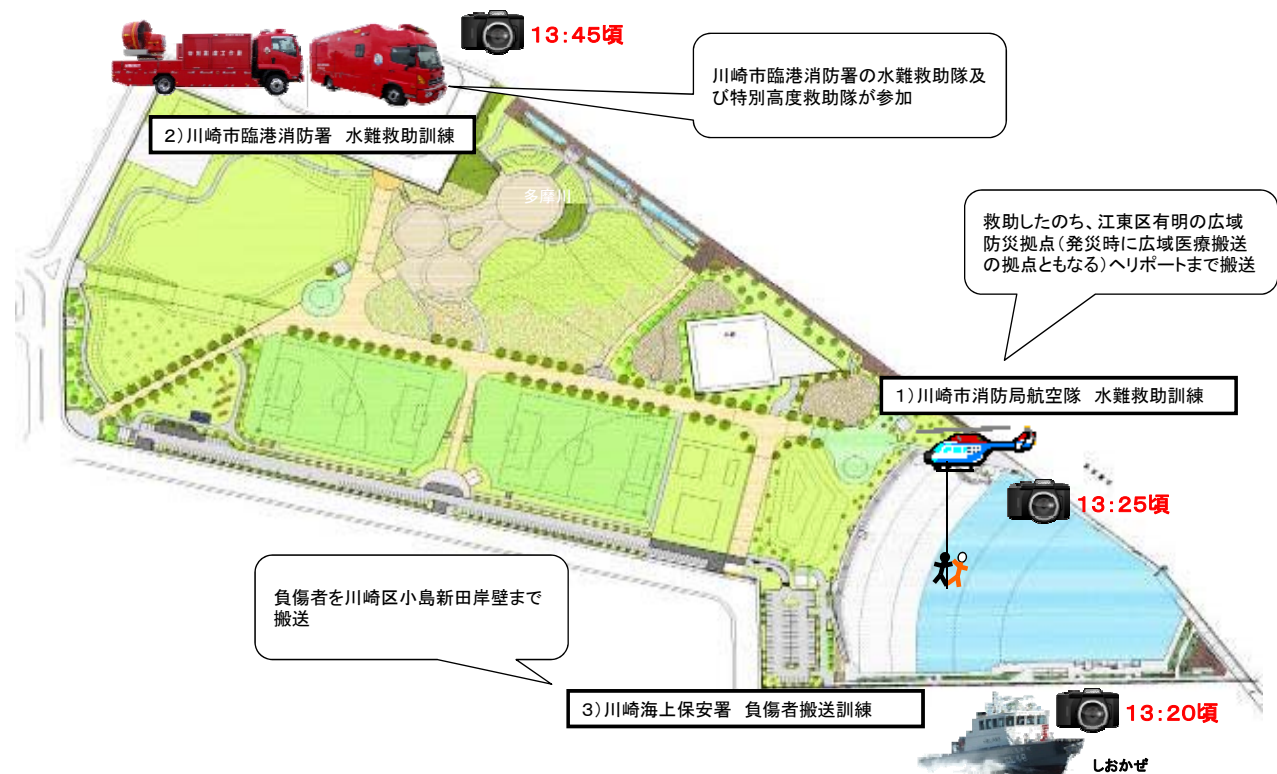 13:45頃
川崎市臨港消防署の水難救助隊及
び特別高度救助隊が参加
2)川崎市臨港消防署 水難救助訓練
多摩川
救助したのち、江東区有明の広域
防災拠点(発災時に広域医療搬送
の拠点ともなる)ヘリポートまで搬送
1)川崎市消防局航空隊 水難救助訓練
13:25頃
負傷者を川崎区小島新田岸壁まで
搬送
3)川崎海上保安署 負傷者搬送訓練
13:20頃
しおかぜ